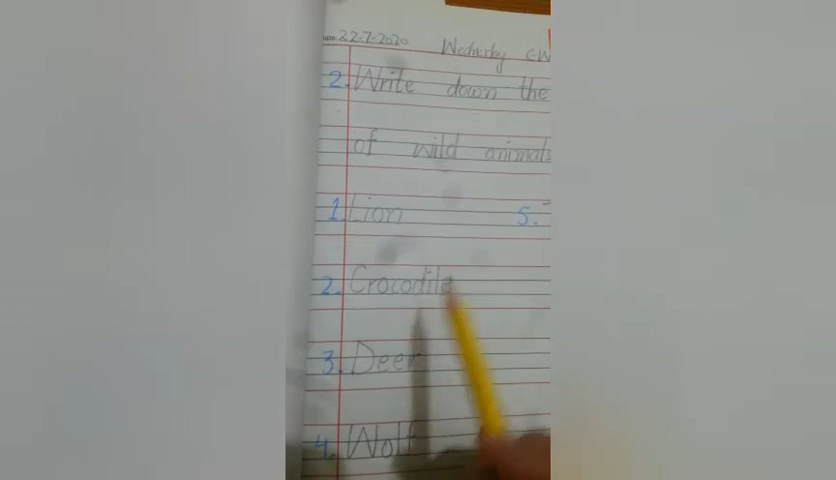 22-7-2020 Wednesday CW
2. Write down the
of wild animals
1. Lion 5.
2. Crocodile
3. Deer
4. Wolf